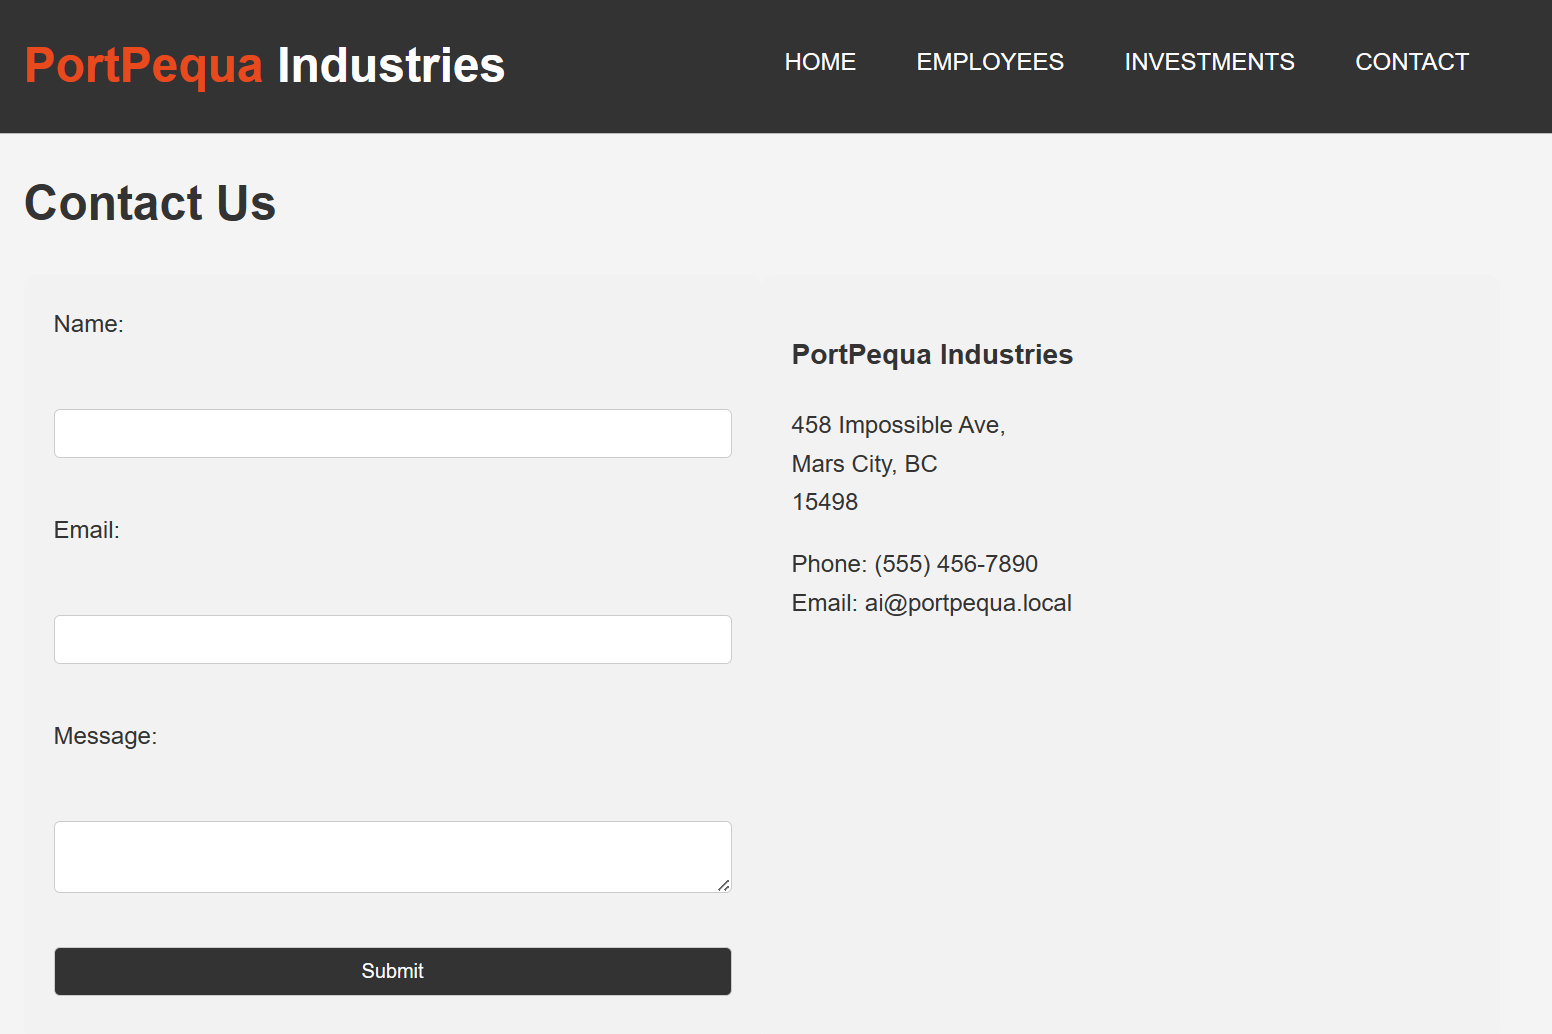 PortPequa Industries
HOME EMPLOYEES INVESTMENTS CONTACT
Contact Us
Name:
Email:
Message:
Submit
PortPequa Industries
458 Impossible Ave,
Mars City, BC
15498
Phone: (555) 456-7890
Email: ai@portpequa.local